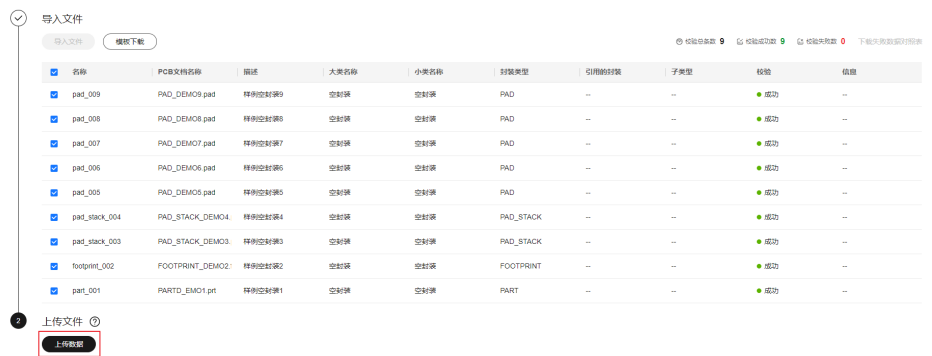 导入文件
导入文件 模板下载 校验总条数 9 校验成功数 9 校验失败数 0 下载失败数据对照表
名称 PCB文档名称 描述 大类名称 小类名称 封装类型 引用的封装 子类型 校验 信息
pad_009 PAD_DEMO9.pad 样例空封装9 空封装 空封装 PAD -- -- 成功 --
pad_008 PAD_DEMO8.pad 样例空封装8 空封装 空封装 PAD -- -- 成功 --
pad_007 PAD_DEMO7.pad 样例空封装7 空封装 空封装 PAD -- -- 成功 --
pad_006 PAD_DEMO6.pad 样例空封装6 空封装 空封装 PAD -- -- 成功 --
pad_005 PAD_DEMO5.pad 样例空封装5 空封装 空封装 PAD -- -- 成功 --
pad_stack_004 PAD_STACK_DEMO4. 样例空封装4 空封装 空封装 PAD_STACK -- -- 成功 --
pad_stack_003 PAD_STACK_DEMO3. 样例空封装3 空封装 空封装 PAD_STACK -- -- 成功 --
footprint_002 FOOTPRINT_DEMO2. 样例空封装2 空封装 空封装 FOOTPRINT -- -- 成功 --
part_001 PARTD_EMO1.prt 样例空封装1 空封装 空封装 PART -- -- 成功 --
2 上传文件 ?
上传数据